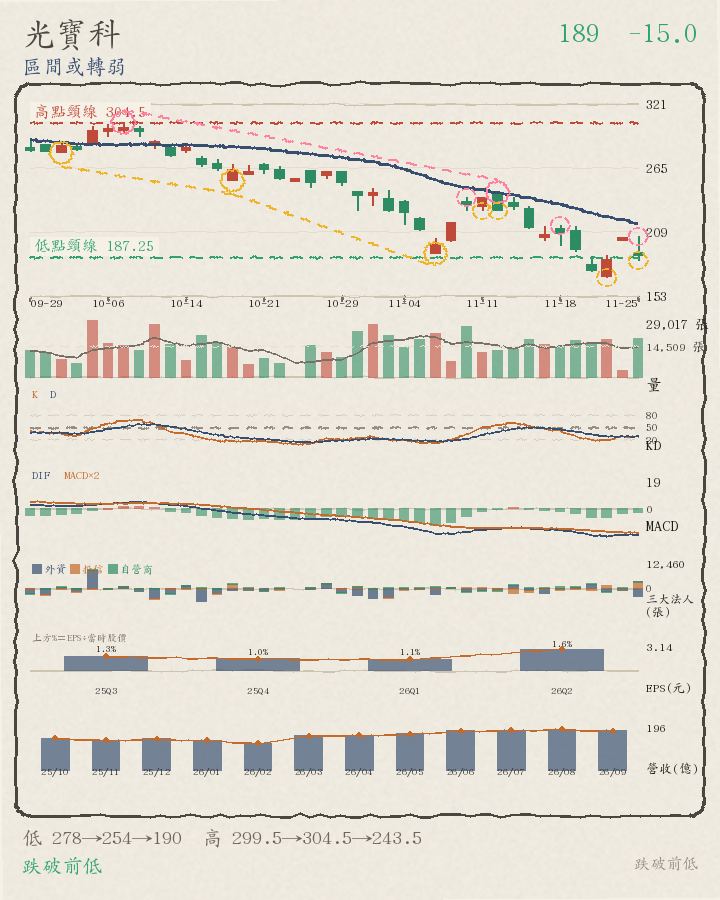 光寶科
189 -15.0
區間或轉弱
高點頸線 304.5
321
265
低點頸線 187.25
209
153
09-29 10-06 10-14 10-21 10-29 11-04 11-11 11-18 11-25
29,017 張
14,509 張
量
K D
80
50
20
KD
DIF MACD×2
19
0
MACD
外資 投信 自營商
12,460
0
三大法人
(張)
上方%=EPS÷當時股價
1.3% 1.0% 1.1% 1.6%
3.14
25Q3 25Q4 26Q1 26Q2
EPS(元)
196
25/10 25/11 25/12 26/01 26/02 26/03 26/04 26/05 26/06 26/07 26/08 26/09
營收(億)
低 278→254→190 高 299.5→304.5→243.5
跌破前低
跌破前低